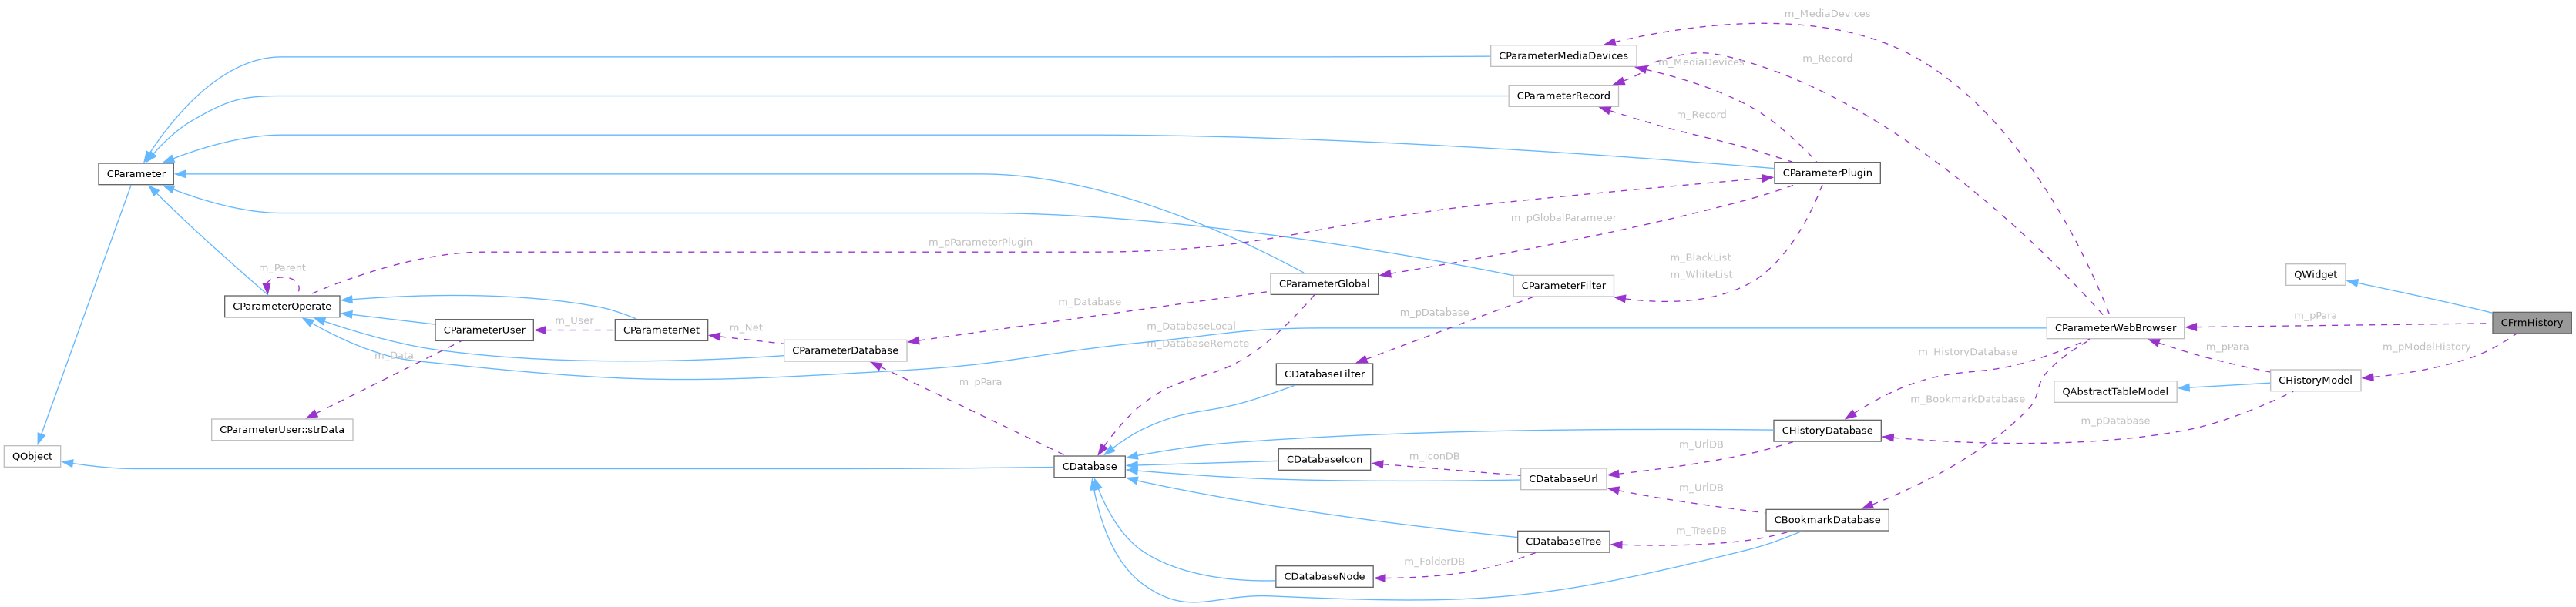 m_MediaDevices
CParameterMediaDevices
m_Record
m_MediaDevices
CParameterRecord
m_Record
CParameter
CParameterPlugin
m_pGlobalParameter
m_pParameterPlugin
m_BlackList
m_WhiteList
m_Parent
QWidget
CParameterGlobal
CParameterFilter
CParameterOperate
m_Database
m_pDatabase
m_pPara
CFrmHistory
m_User
CParameterUser
CParameterNet
m_Net
m_DatabaseLocal
m_DatabaseRemote
CParameterWebBrowser
CParameterDatabase
m_Data
m_HistoryDatabase
m_pPara
m_pModelHistory
CDatabaseFilter
m_pPara
CHistoryModel
QAbstractTableModel
m_BookmarkDatabase
m_pDatabase
CParameterUser::strData
CHistoryDatabase
m_UrlDB
QObject
m_iconDB
CDatabaseIcon
CDatabase
CDatabaseUrl
m_UrlDB
CBookmarkDatabase
m_TreeDB
CDatabaseTree
m_FolderDB
CDatabaseNode